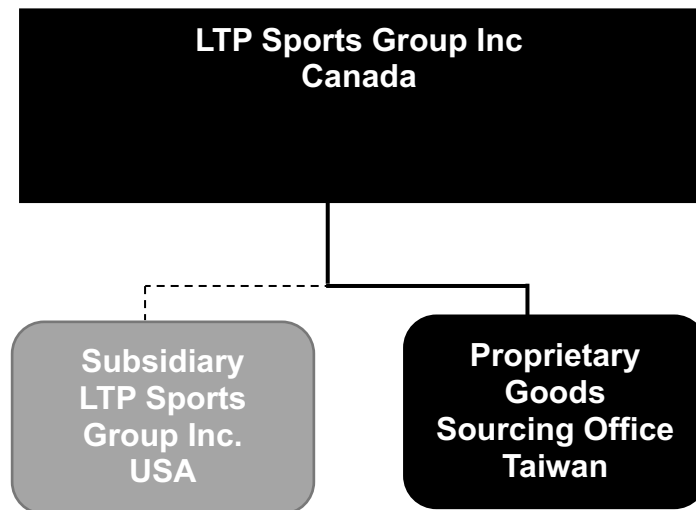 LTP Sports Group Inc
Canada
Subsidiary
LTP Sports
Group Inc.
USA
Proprietary
Goods
Sourcing Office
Taiwan